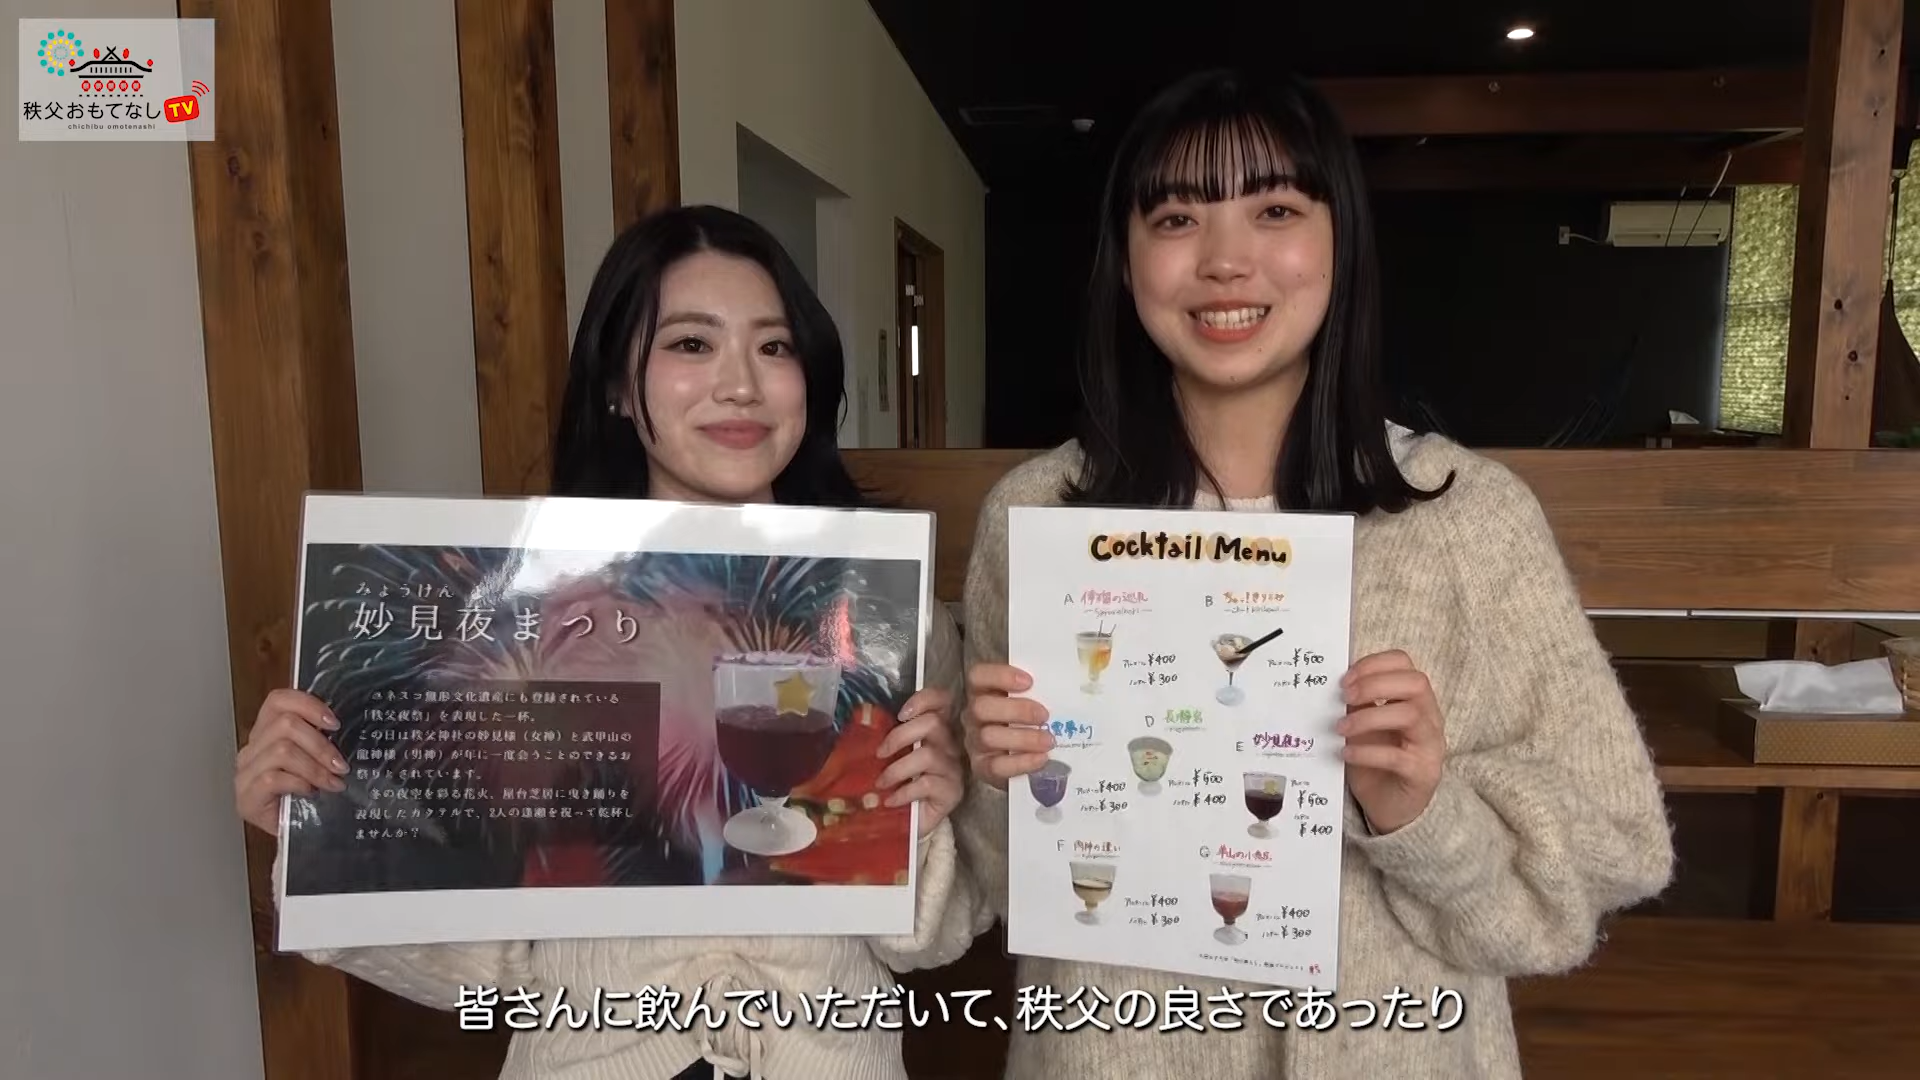 秩父おもてなしTV
chichibu omotenashi
みょうけん
妙見夜まつり
ユネスコ無形文化遺産にも登録されている
「秩父夜祭」を表現した一杯。
この日は秩父神社の妙見様（女神）と武甲山の
龍神様（男神）が年に一度会うことのできるお
祭りとされています。
冬の夜空を彩る花火、屋台芝居に曳き踊りを
表現したカクテルで、2人の逢瀬を祝って乾杯し
ませんか？
Cocktail Menu
A
B
¥400
¥300
¥500
¥400
D
E 妙見夜まつり
¥400
¥300
¥500
¥400
¥500
¥400
F
G
¥400
¥300
¥400
¥300
皆さんに飲んでいただいて、秩父の良さであったり